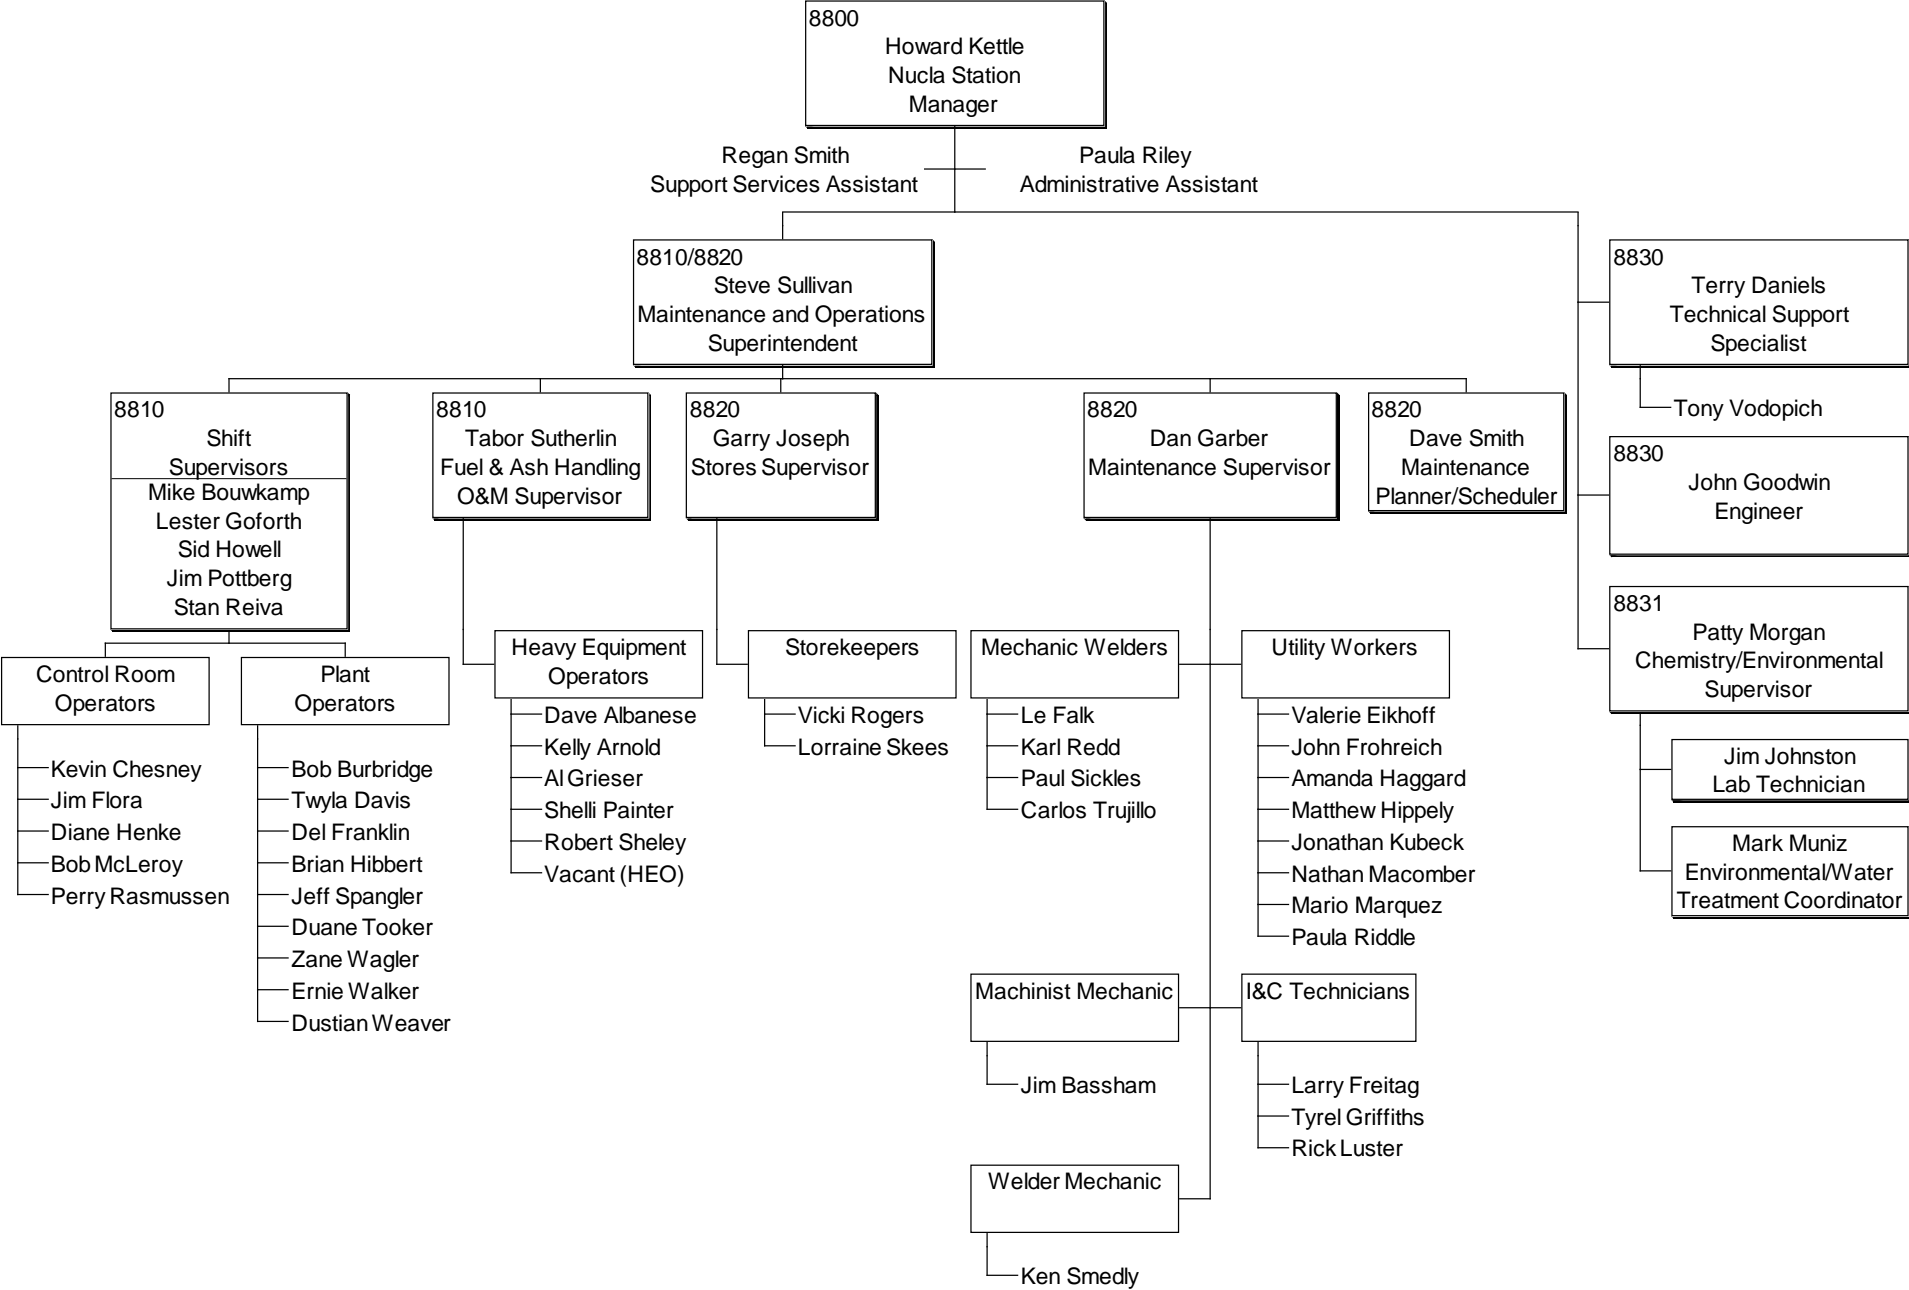 8800
Howard Kettle
Nucla Station
Manager
Regan Smith
Support Services Assistant
Paula Riley
Administrative Assistant
8810/8820
Steve Sullivan
Maintenance and Operations
Superintendent
8810
Shift
Supervisors
Mike Bouwkamp
Lester Goforth
Sid Howell
Jim Pottberg
Stan Reiva
Control Room
Operators
Kevin Chesney
Jim Flora
Diane Henke
Bob McLeroy
Perry Rasmussen
Plant
Operators
Bob Burbridge
Twyla Davis
Del Franklin
Brian Hibbert
Jeff Spangler
Duane Tooker
Zane Wagler
Ernie Walker
Dustian Weaver
8810
Tabor Sutherlin
Fuel & Ash Handling
O&M Supervisor
Heavy Equipment
Operators
Dave Albanese
Kelly Arnold
Al Grieser
Shelli Painter
Robert Sheley
Vacant (HEO)
8820
Garry Joseph
Stores Supervisor
Storekeepers
Vicki Rogers
Lorraine Skees
8820
Dan Garber
Maintenance Supervisor
Mechanic Welders
Le Falk
Karl Redd
Paul Sickles
Carlos Trujillo
Utility Workers
Valerie Eikhoff
John Frohreich
Amanda Haggard
Matthew Hippely
Jonathan Kubeck
Nathan Macomber
Mario Marquez
Paula Riddle
Machinist Mechanic
Jim Bassham
I&C Technicians
Larry Freitag
Tyrel Griffiths
Rick Luster
Welder Mechanic
Ken Smedly
8820
Dave Smith
Maintenance
Planner/Scheduler
8830
Terry Daniels
Technical Support
Specialist
Tony Vodopich
8830
John Goodwin
Engineer
8831
Patty Morgan
Chemistry/Environmental
Supervisor
Jim Johnston
Lab Technician
Mark Muniz
Environmental/Water
Treatment Coordinator